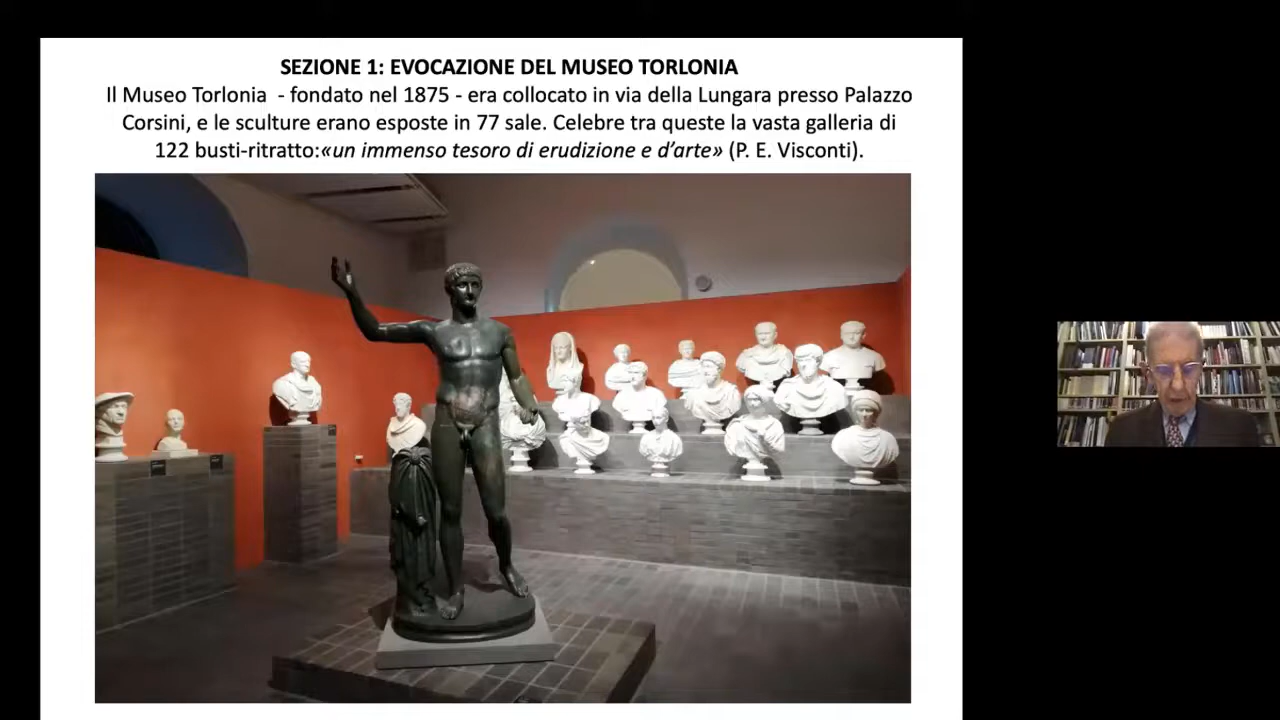 SEZIONE 1: EVOCAZIONE DEL MUSEO TORLONIA
Il Museo Torlonia - fondato nel 1875 - era collocato in via della Lungara presso Palazzo
Corsini, e le sculture erano esposte in 77 sale. Celebre tra queste la vasta galleria di
122 busti-ritratto:«un immenso tesoro di erudizione e d’arte» (P. E. Visconti).